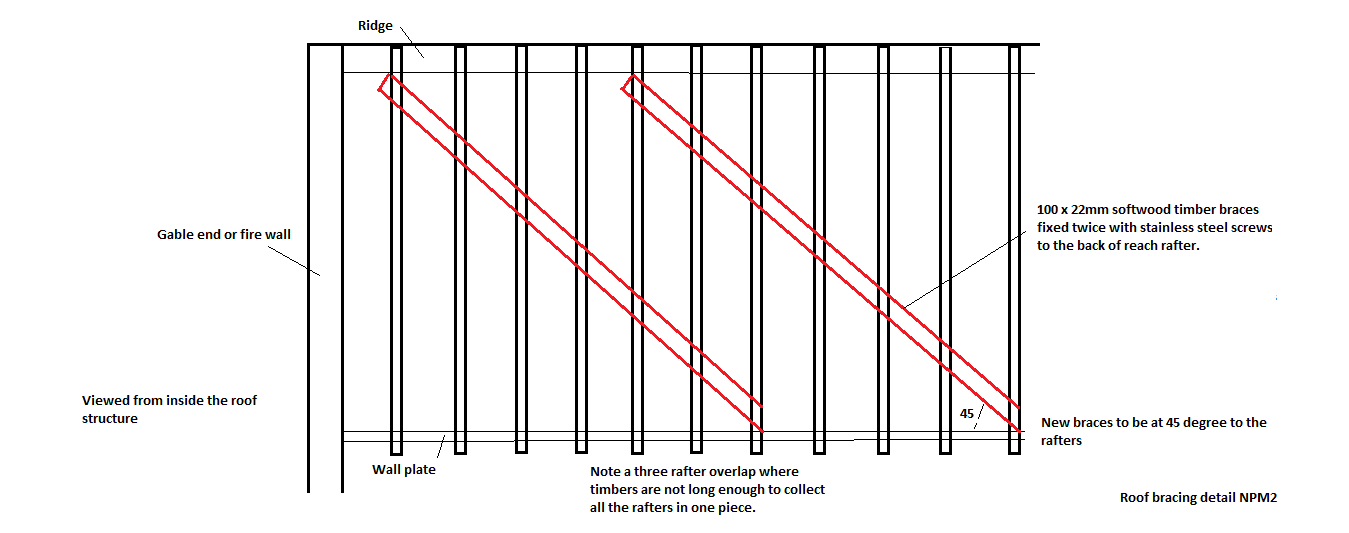 Ridge
Gable end or fire wall
100 x 22mm softwood timber braces
fixed twice with stainless steel screws
to the back of reach rafter.
Viewed from inside the roof
structure
45
New braces to be at 45 degree to the
rafters
Wall plate
Note a three rafter overlap where
timbers are not long enough to collect
all the rafters in one piece.
Roof bracing detail NPM2